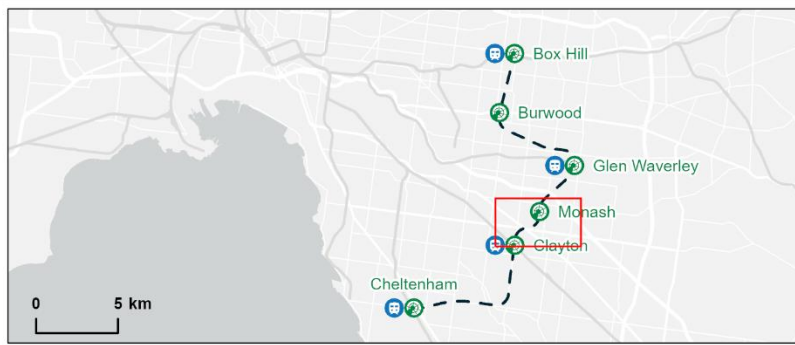 Box Hill
Burwood
Glen Waverley
Monash
Clayton
Cheltenham
0 5 km